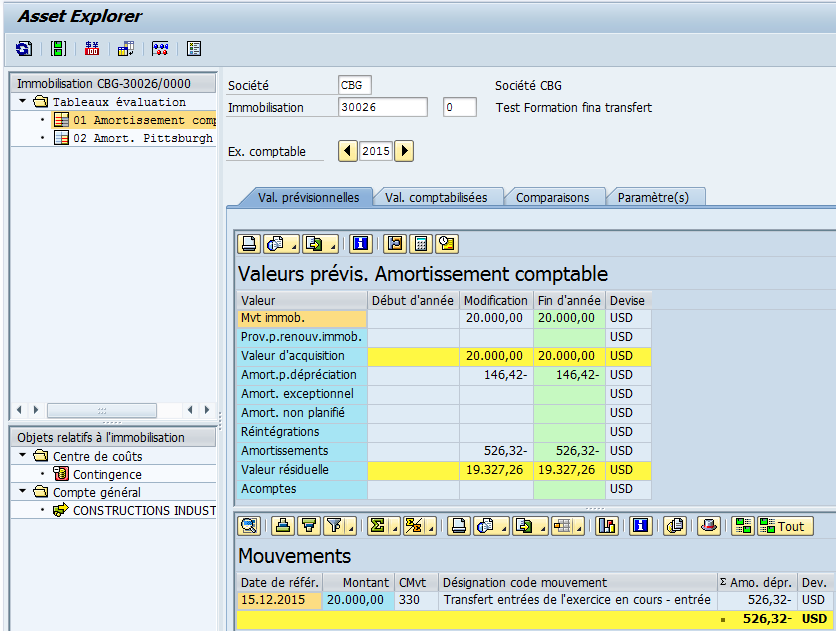 Asset Explorer
Immobilisation CBG-30026/0000
Tableaux évaluation
01 Amortissement comp
02 Amort. Pittsburgh
Société CBG Société CBG
Immobilisation 30026 0 Test Formation fina transfert
Ex. comptable 2015
Val. prévisionnelles Val. comptabilisées Comparaisons Paramètre(s)
Valeurs prévis. Amortissement comptable
Valeur Début d'année Modification Fin d'année Devise
Mvt immob. 20.000,00 20.000,00 USD
Prov.p.renouv.immob. USD
Valeur d'acquisition 20.000,00 20.000,00 USD
Amort.p.dépréciation 146,42- 146,42- USD
Amort. exceptionnel USD
Amort. non planifié USD
Réintégrations USD
Amortissements 526,32- 526,32- USD
Valeur résiduelle 19.327,26 19.327,26 USD
Acomptes USD
Objets relatifs à l'immobilisation
Centre de coûts
Contingence
Compte général
CONSTRUCTIONS INDUST
Tout
Mouvements
Date de référ. Montant CMvt Désignation code mouvement Σ Amo. dépr. Dev.
15.12.2015 20.000,00 330 Transfert entrées de l'exercice en cours - entrée 526,32- USD
526,32- USD